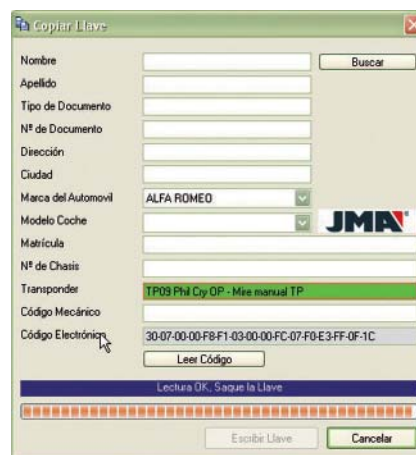 Copiar Llave
Nombre
Buscar
Apellido
Tipo de Documento
Nº de Documento
Dirección
Ciudad
Marca del Automovil ALFA ROMEO
Modelo Coche
JMA
Matrícula
Nº de Chasis
Transponder TP09 Phil Cry OP - Mire manual TP
Código Mecánico
Código Electrónico 30-07-00-00-F8-F1-03-00-00-FC-07-F0-E3-FF-0F-1C
Leer Código
Lectura OK, Saque la Llave
Escribir Llave Cancelar